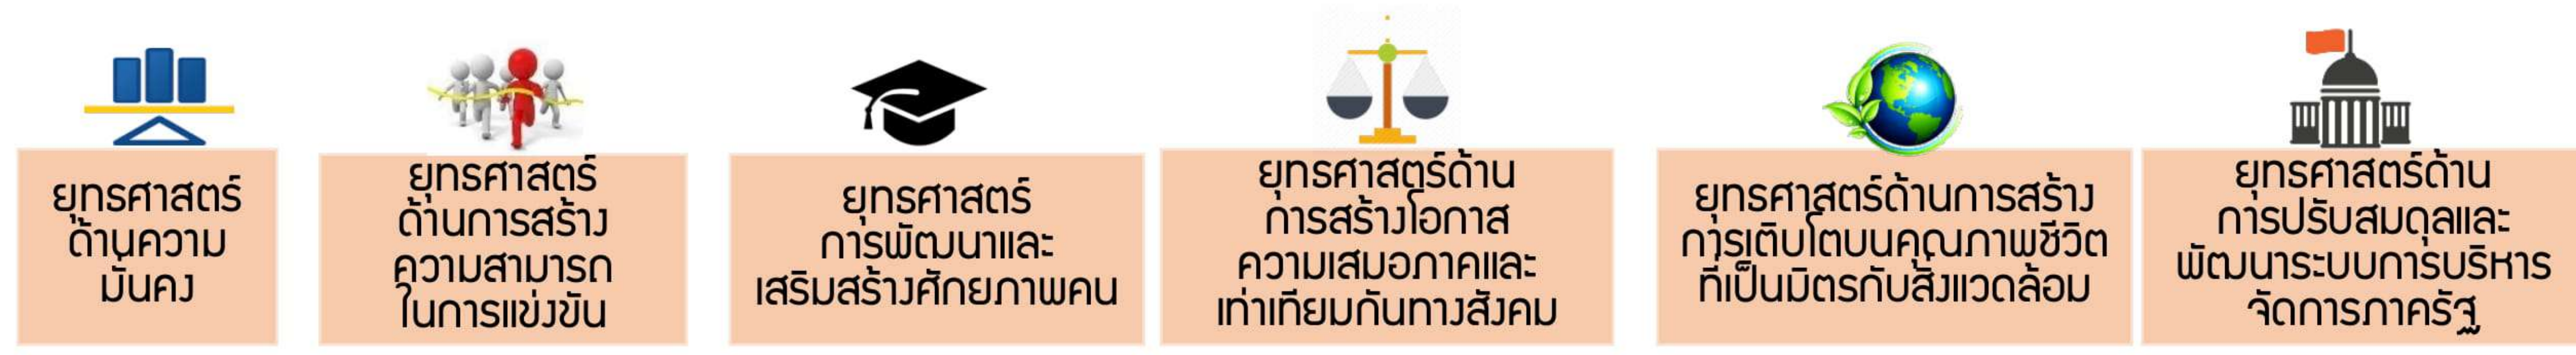 ยุทธศาสตร์
ด้านความ
มั่นคง
ยุทธศาสตร์
ด้านการสร้าง
ความสามารถ
ในการแข่งขัน
ยุทธศาสตร์
การพัฒนาและ
เสริมสร้างศักยภาพคน
ยุทธศาสตร์ด้าน
การสร้างโอกาส
ความเสมอภาคและ
เท่าเทียมกันทางสังคม
ยุทธศาสตร์ด้านการสร้าง
การเติบโตบนคุณภาพชีวิต
ที่เป็นมิตรกับสิ่งแวดล้อม
ยุทธศาสตร์ด้าน
การปรับสมดุลและ
พัฒนาระบบการบริหาร
จัดการภาครัฐ